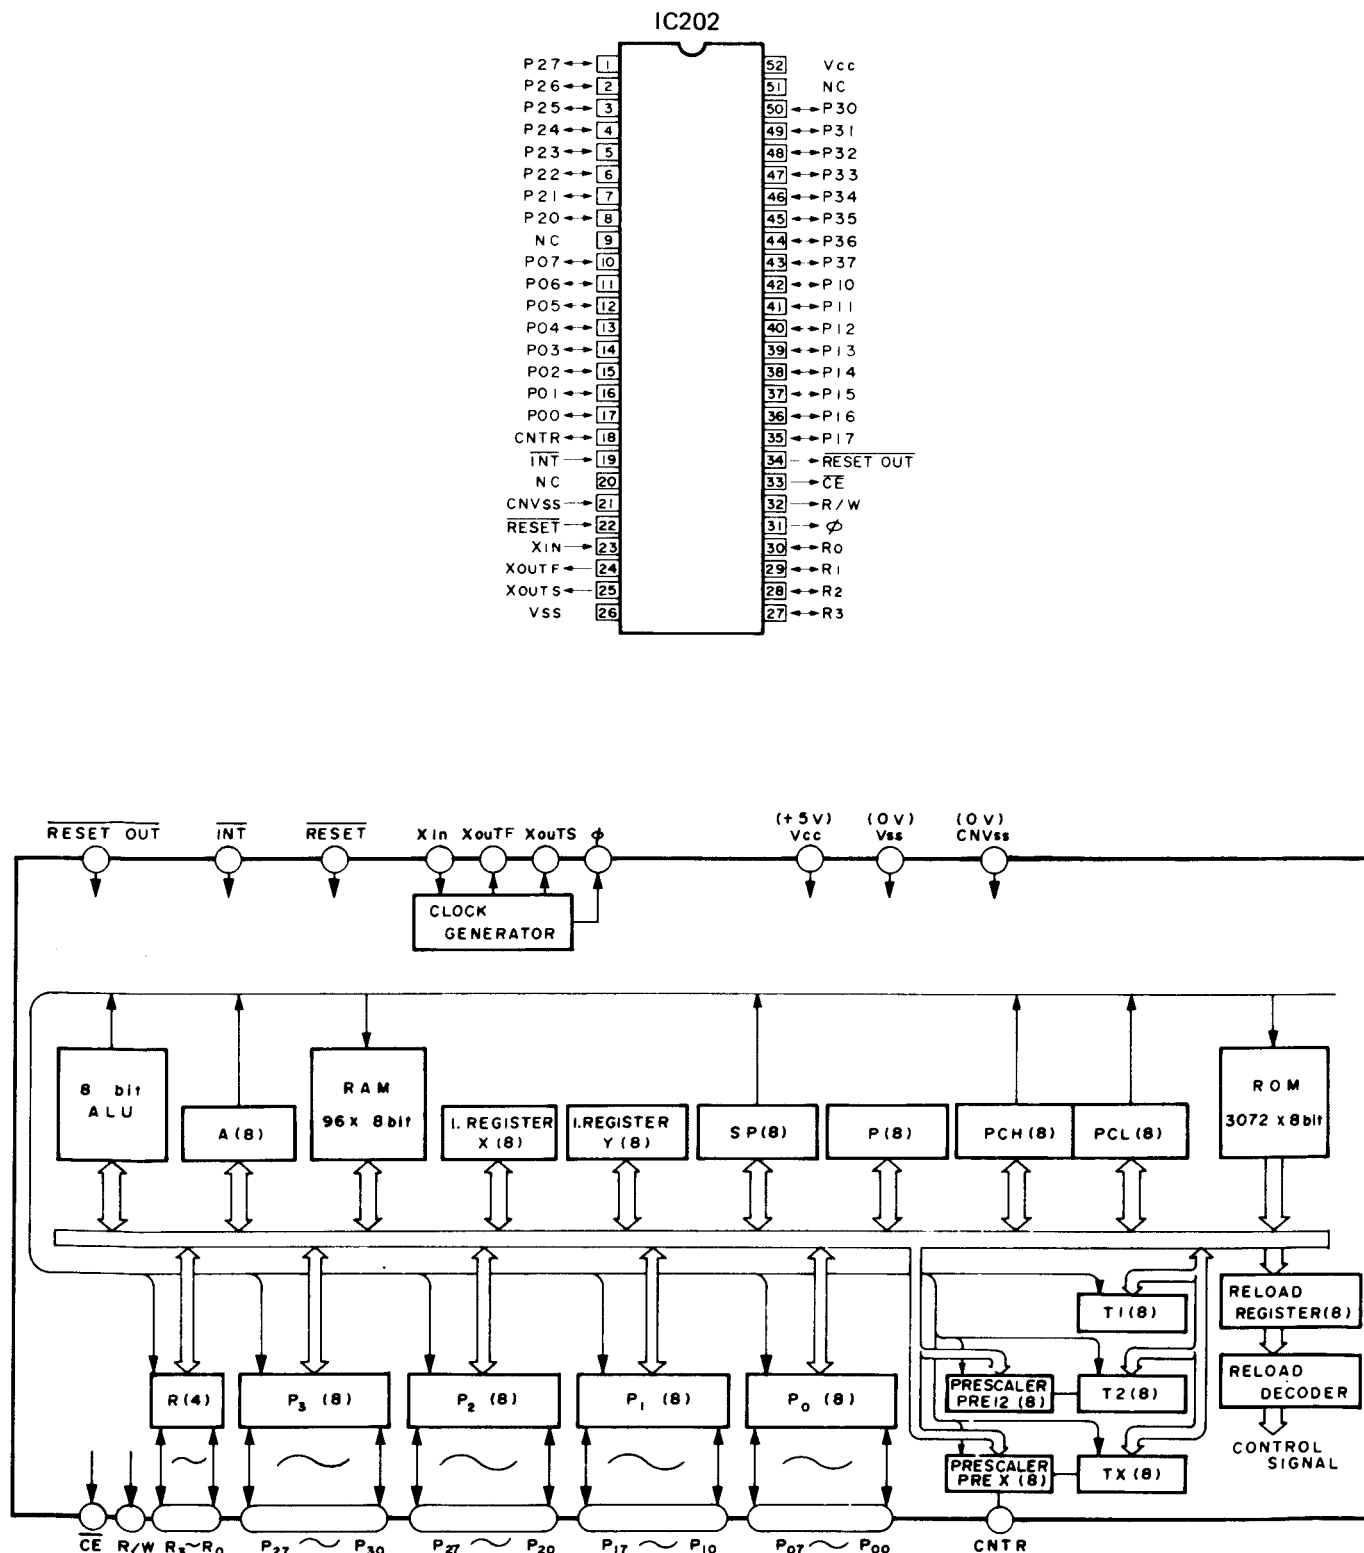 IC202
P27 1 52 Vcc
P26 2 51 NC
P25 3 50 P30
P24 4 49 P31
P23 5 48 P32
P22 6 47 P33
P21 7 46 P34
P20 8 45 P35
NC 9 44 P36
P07 10 43 P37
P06 11 42 P10
P05 12 41 P11
P04 13 40 P12
P03 14 39 P13
P02 15 38 P14
P01 16 37 P15
P00 17 36 P16
CNTR 18 35 P17
INT 19 34 RESET OUT
NC 20 33 CE
CNVSS 21 32 R/W
RESET 22 31 φ
XIN 23 30 R0
XOUTF 24 29 R1
XOUTS 25 28 R2
VSS 26 27 R3
(+5V) (0V) (0V)
RESET OUT INT RESET XIn XouTF XouTS φ Vcc Vss CNVss
CLOCK
GENERATOR
8 bit
ALU
A(8)
RAM
96 x 8bit
I. REGISTER
X(8)
I.REGISTER
Y(8)
SP(8)
P(8)
PCH(8)
PCL(8)
ROM
3072 x 8bit
T1(8)
RELOAD
REGISTER(8)
R(4)
P3 (8)
P2 (8)
P1 (8)
P0 (8)
PRESCALER
PRE12(8)
T2(8)
RELOAD
DECODER
PRESCALER
PRE X(8)
TX(8)
CONTROL
SIGNAL
CE R/W R3~R0 P27 ~ P30 P27 ~ P20 P17 ~ P10 P07 ~ P00 CNTR